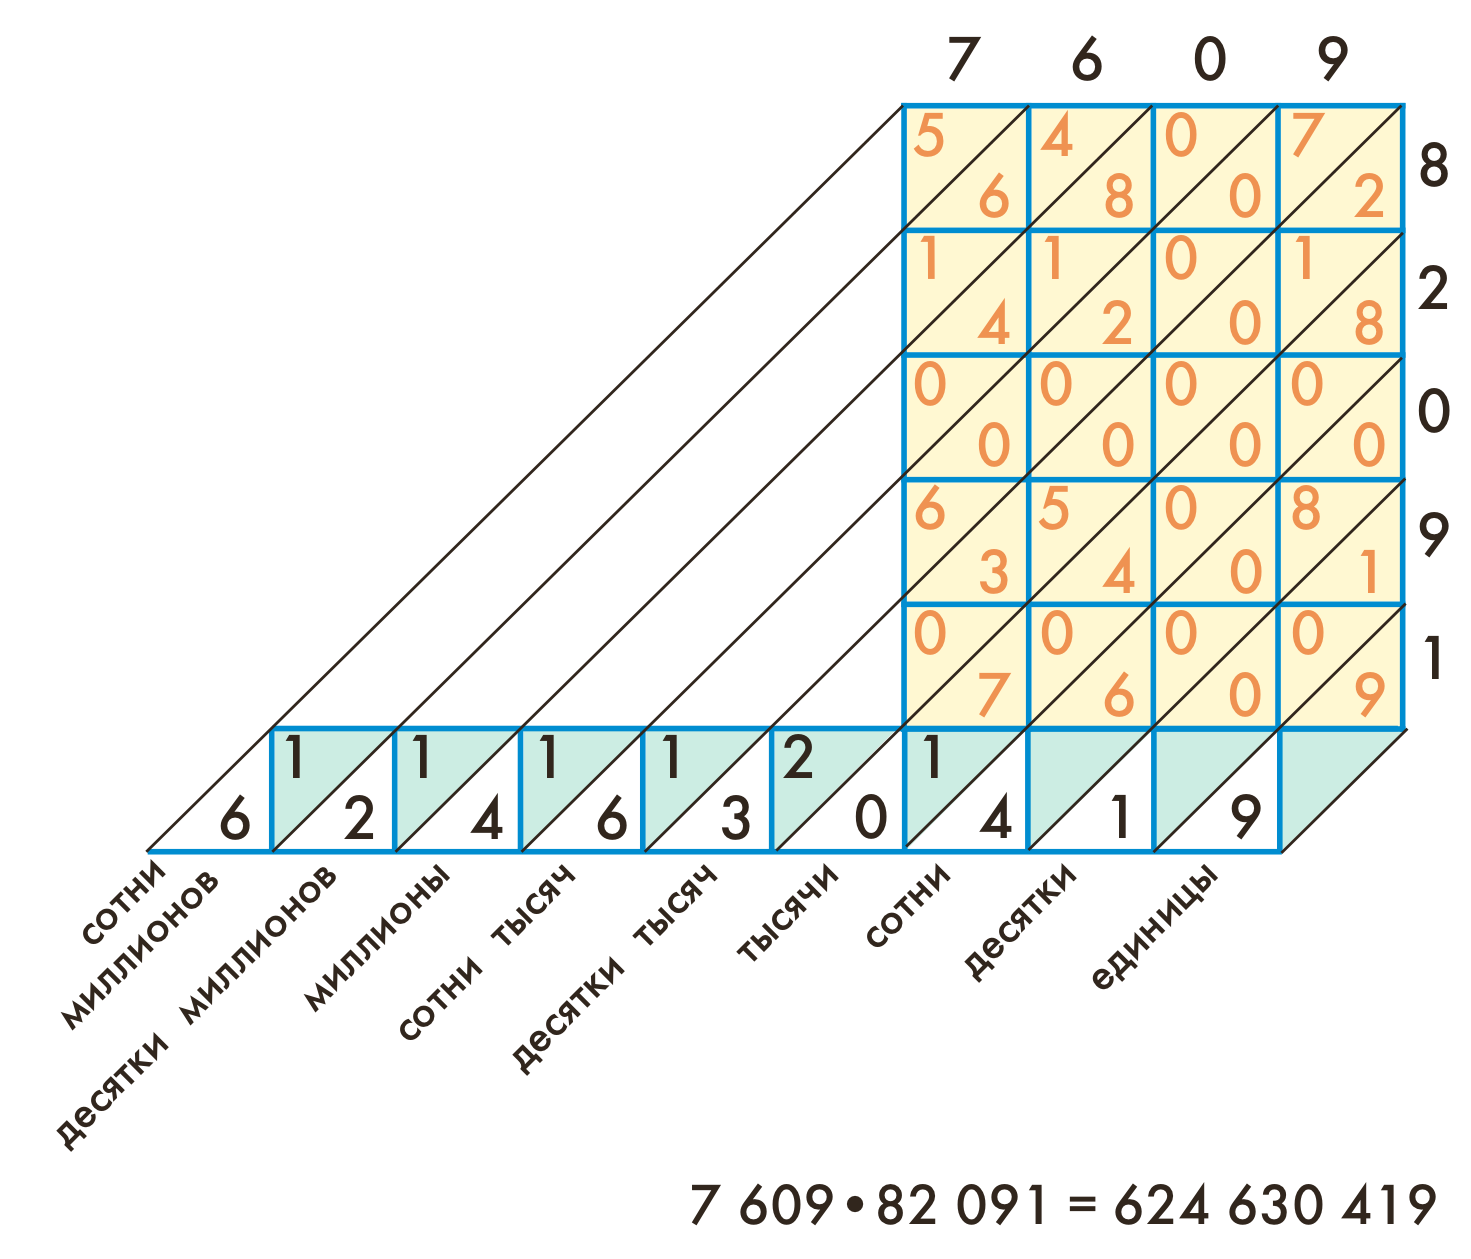 7 6 0 9
5 4 0 7
6 8 0 2
8
1 1 0 1
4 2 0 8
2
0 0 0 0
0 0 0 0
0
6 5 0 8
3 4 0 1
9
0 0 0 0
7 6 0 9
1
1 1 1 1 2 1
6 2 4 6 3 0 4 1 9
сотни
миллионов
десятки миллионов
миллионы
сотни тысяч
десятки тысяч
тысячи
сотни
десятки
единицы
7 609•82 091 = 624 630 419